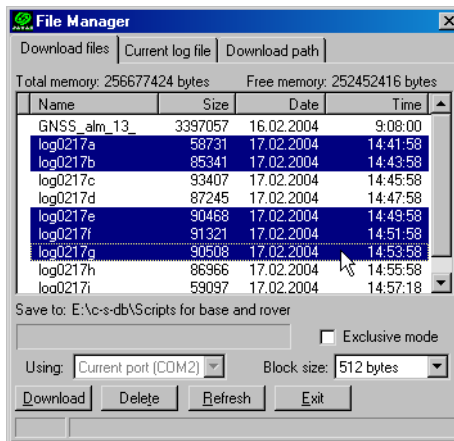 File Manager
Download files Current log file Download path
Total memory: 256677424 bytes Free memory: 252452416 bytes
Name Size Date Time
GNSS_alm_13_ 3397057 16.02.2004 9:08:00
log0217a 58731 17.02.2004 14:41:58
log0217b 85341 17.02.2004 14:43:58
log0217c 93407 17.02.2004 14:45:58
log0217d 87245 17.02.2004 14:47:58
log0217e 90468 17.02.2004 14:49:58
log0217f 91321 17.02.2004 14:51:58
log0217g 90508 17.02.2004 14:53:58
log0217h 86966 17.02.2004 14:55:58
log0217i 59097 17.02.2004 14:57:18
Save to: E:\c-s-db\Scripts for base and rover
Exclusive mode
Using: Current port (COM2) Block size: 512 bytes
Download Delete Refresh Exit